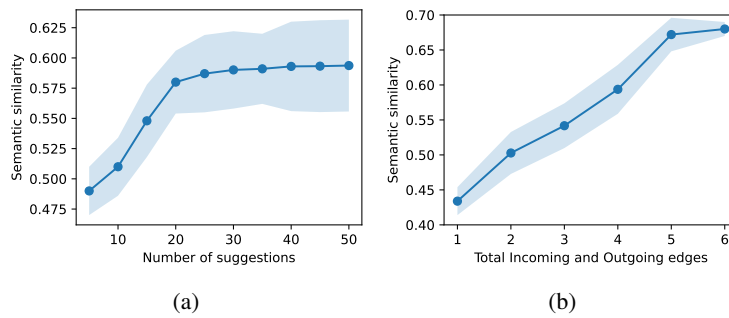 0.625
0.600
0.575
0.550
0.525
0.500
0.475
Semantic similarity
10 20 30 40 50
Number of suggestions
(a)
0.70
0.65
0.60
0.55
0.50
0.45
0.40
Semantic similarity
1 2 3 4 5 6
Total Incoming and Outgoing edges
(b)